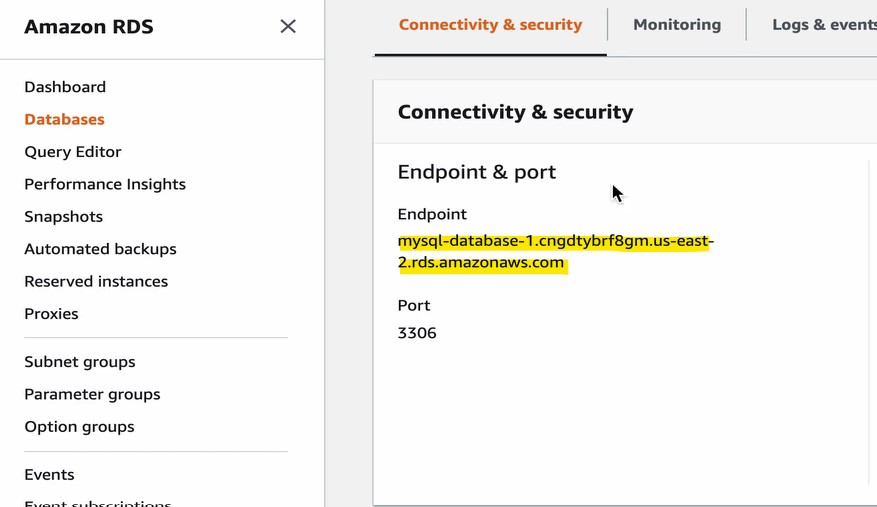 Amazon RDS
Dashboard
Databases
Query Editor
Performance Insights
Snapshots
Automated backups
Reserved instances
Proxies
Subnet groups
Parameter groups
Option groups
Events
Event subscriptions
Connectivity & security
Monitoring
Logs & events
Connectivity & security
Endpoint & port
Endpoint
mysql-database-1.cngdtybrf8gm.us-east-
2.rds.amazonaws.com
Port
3306